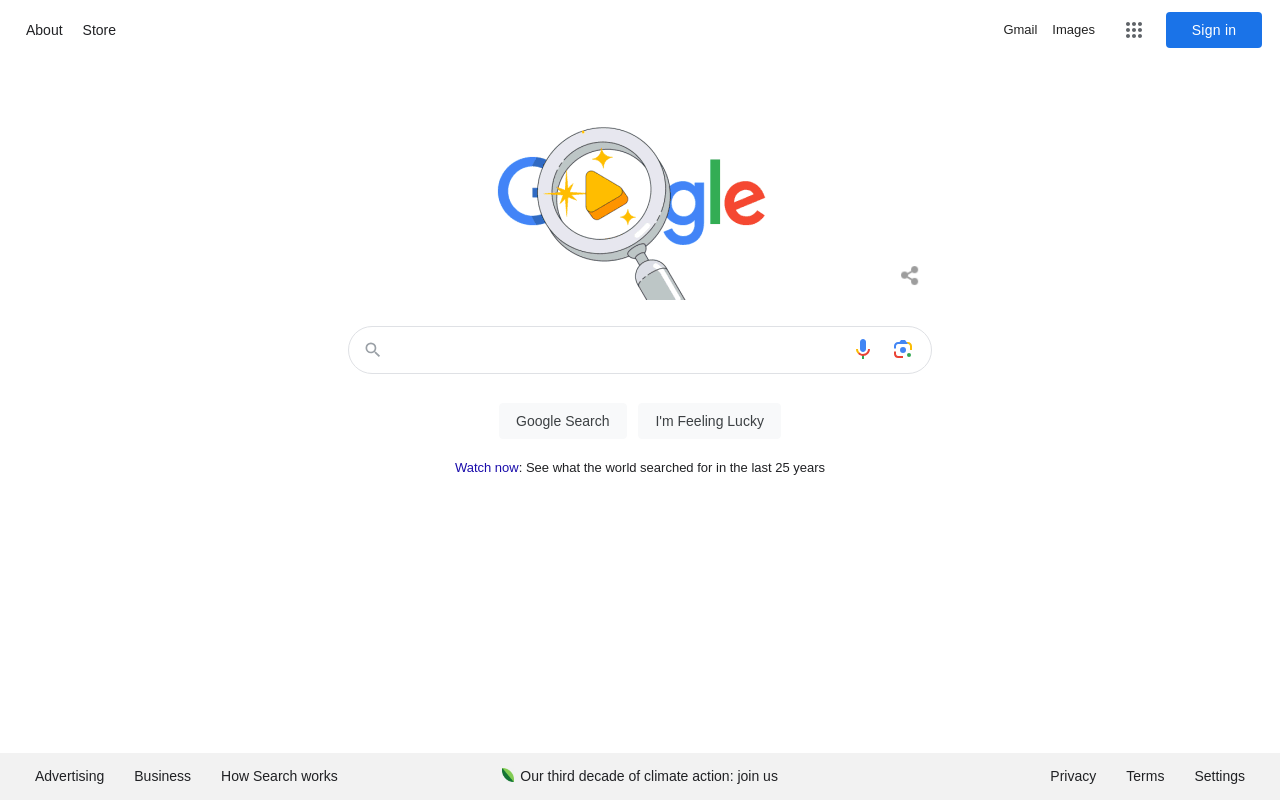 About Store
Gmail Images Sign in
G gle
Google Search I'm Feeling Lucky
Watch now: See what the world searched for in the last 25 years
Advertising Business How Search works Our third decade of climate action: join us Privacy Terms Settings